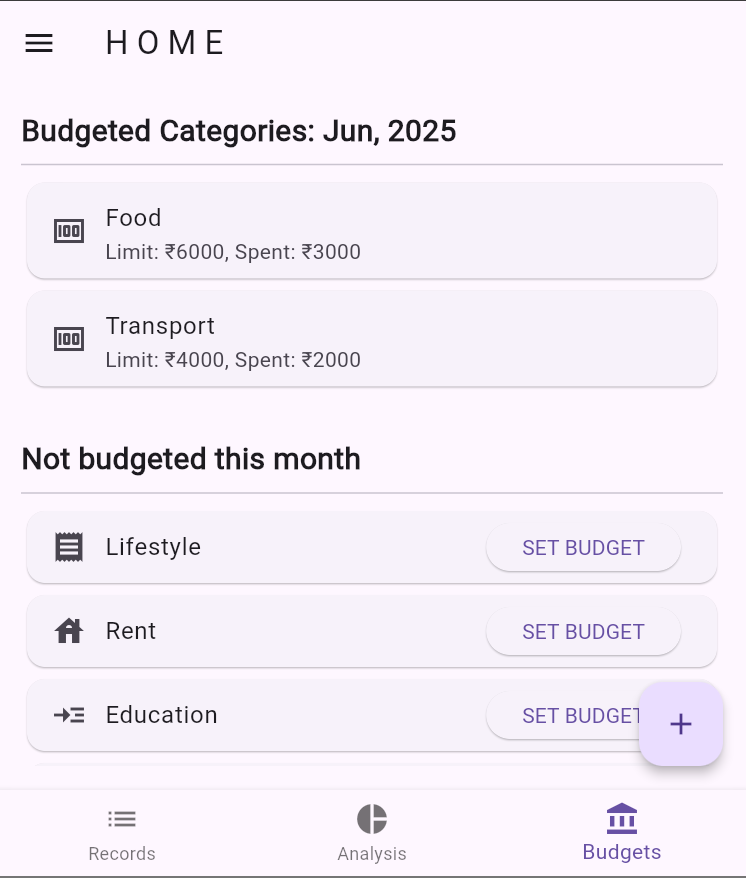 HOME
Budgeted Categories: Jun, 2025
Food
Limit: ₹6000, Spent: ₹3000
Transport
Limit: ₹4000, Spent: ₹2000
Not budgeted this month
Lifestyle SET BUDGET
Rent SET BUDGET
Education SET BUDGET
Records Analysis Budgets